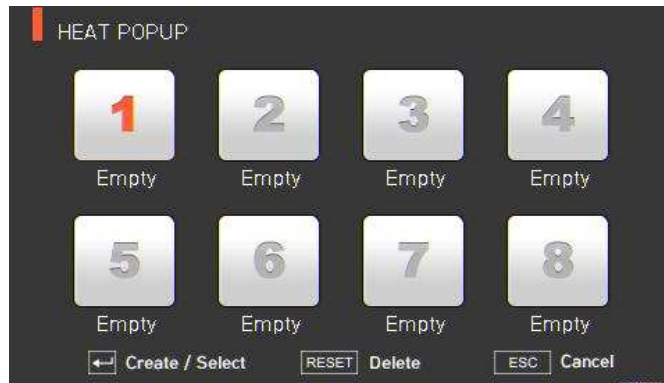 HEAT POPUP
1 2 3 4
Empty Empty Empty Empty
5 6 7 8
Empty Empty Empty Empty
Create / Select RESET Delete ESC Cancel